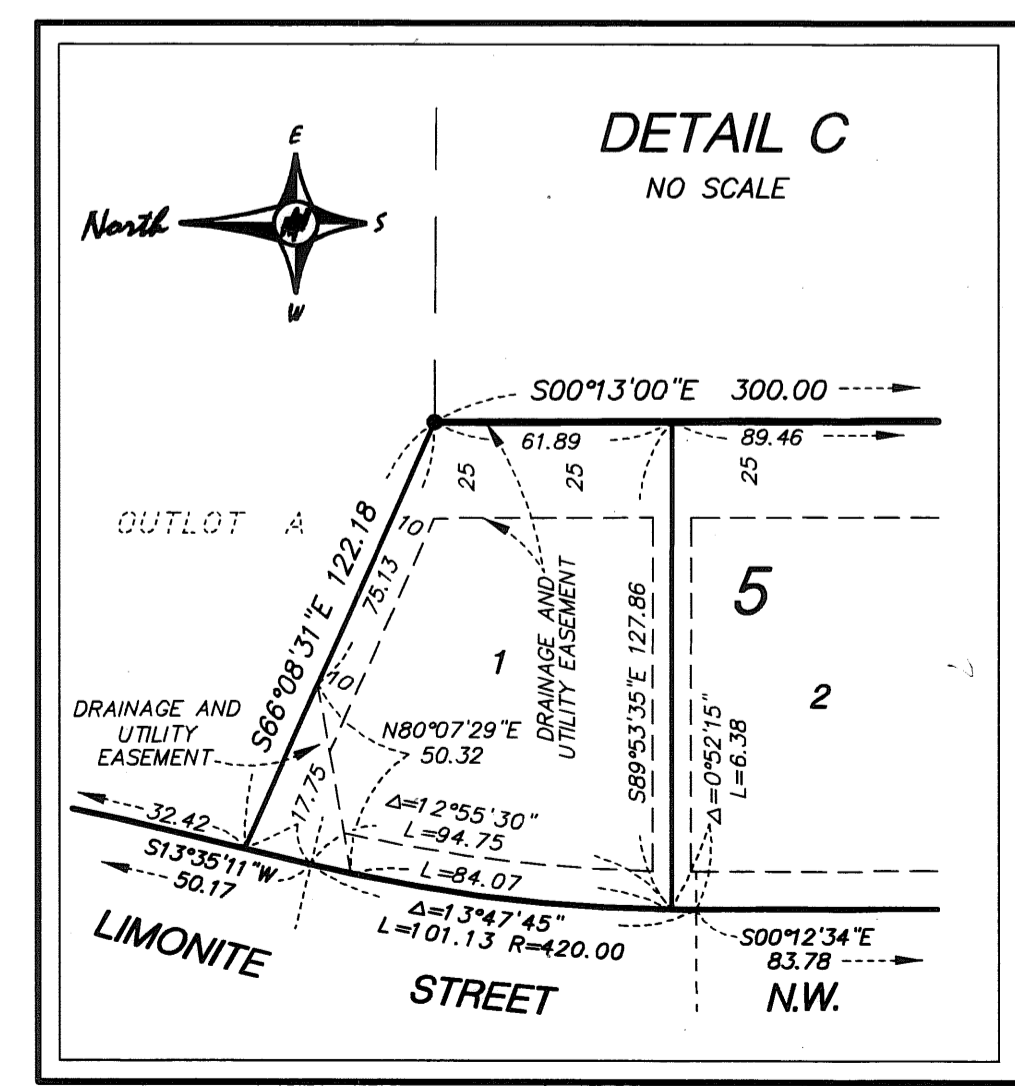 DETAIL C
NO SCALE
E
North
S
W
S00°13'00"E 300.00
61.89
89.46
25
25
25
OUTLOT A
10
S66°08'31"E 122.18
75.13
DRAINAGE AND
UTILITY EASEMENT
S89°53'35"E 127.86
5
1
2
10
DRAINAGE AND
UTILITY
EASEMENT
N80°07'29"E
50.32
Δ=0°52'15"
L=6.38
17.75
Δ=12°55'30"
L=94.75
32.42
S13°35'11"W
50.17
L=84.07
Δ=13°47'45"
L=101.13 R=420.00
S00°12'34"E
83.78
LIMONITE
STREET
N.W.